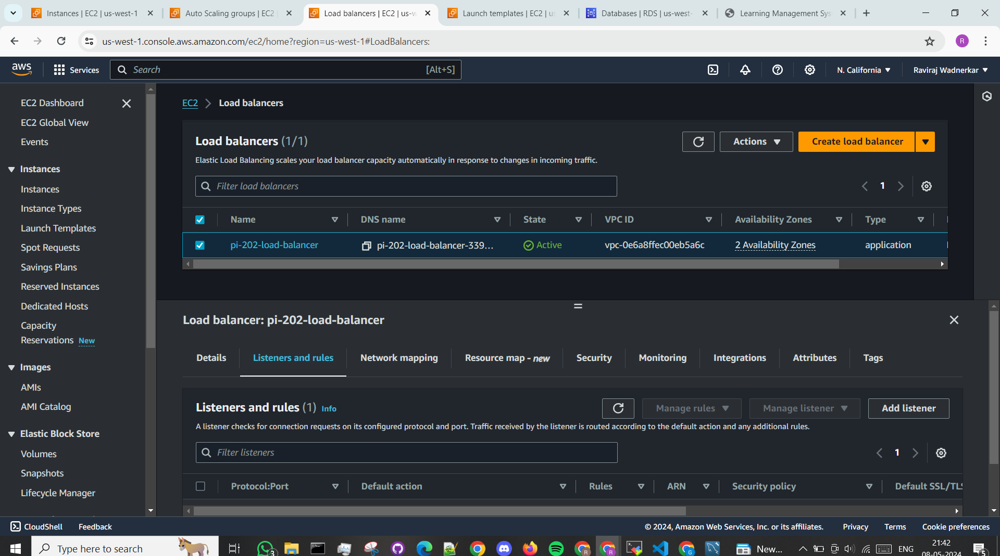 Instances | EC2 | us-west-1
Auto Scaling groups | EC2
Load balancers | EC2 | us-w
Launch templates | EC2 | us
Databases | RDS | us-west-
Learning Management Sys
us-west-1.console.aws.amazon.com/ec2/home?region=us-west-1#LoadBalancers:
R
aws
Services
Search
[Alt+S]
N. California
Raviraj Wadnerkar
EC2 Dashboard
EC2 Global View
Events
Instances
Instances
Instance Types
Launch Templates
Spot Requests
Savings Plans
Reserved Instances
Dedicated Hosts
Capacity
Reservations New
Images
AMIs
AMI Catalog
Elastic Block Store
Volumes
Snapshots
Lifecycle Manager
EC2 > Load balancers
Load balancers (1/1)
Actions
Create load balancer
Elastic Load Balancing scales your load balancer capacity automatically in response to changes in incoming traffic.
Filter load balancers
1
Name DNS name State VPC ID Availability Zones Type
pi-202-load-balancer pi-202-load-balancer-339... Active vpc-0e6a8ffec00eb5a6c 2 Availability Zones application
Load balancer: pi-202-load-balancer
Details Listeners and rules Network mapping Resource map - new Security Monitoring Integrations Attributes Tags
Listeners and rules (1) Info
Manage rules
Manage listener
Add listener
A listener checks for connection requests on its configured protocol and port. Traffic received by the listener is routed according to the default action and any additional rules.
Filter listeners
1
Protocol:Port Default action Rules ARN Security policy Default SSL/TLS
CloudShell
Feedback
© 2024, Amazon Web Services, Inc. or its affiliates.
Privacy
Terms
Cookie preferences
Type here to search
3
R
R
G
New...
ENG
21:42
08-05-2024
5